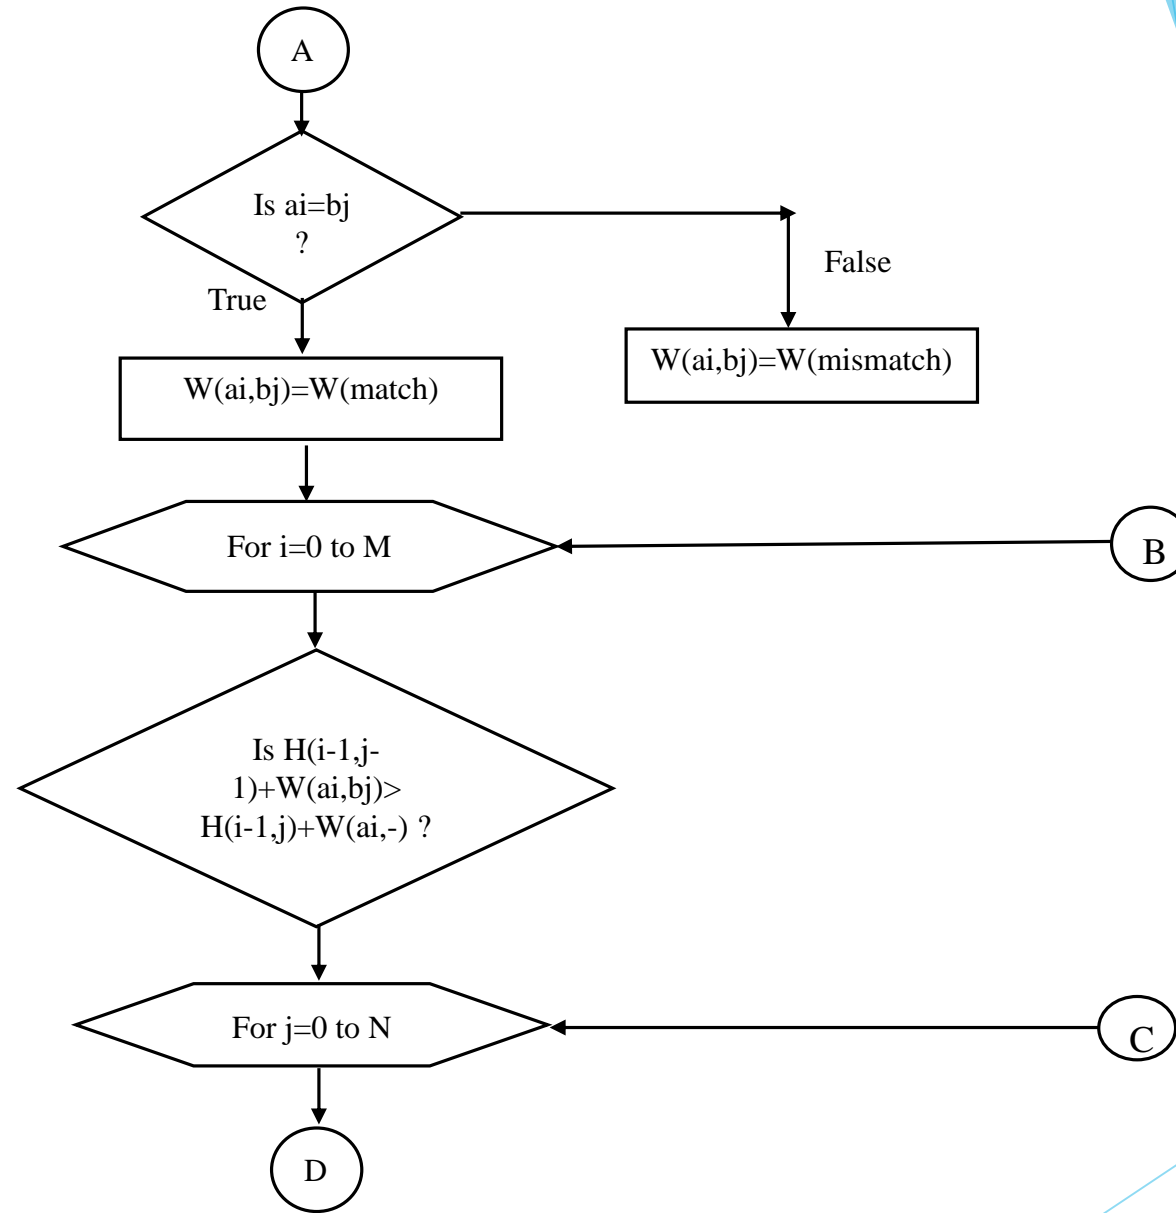 A
Is ai=bj
?
False
True
W(ai,bj)=W(mismatch)
W(ai,bj)=W(match)
For i=0 to M
B
Is H(i-1,j-
1)+W(ai,bj)>
H(i-1,j)+W(ai,-) ?
For j=0 to N
C
D